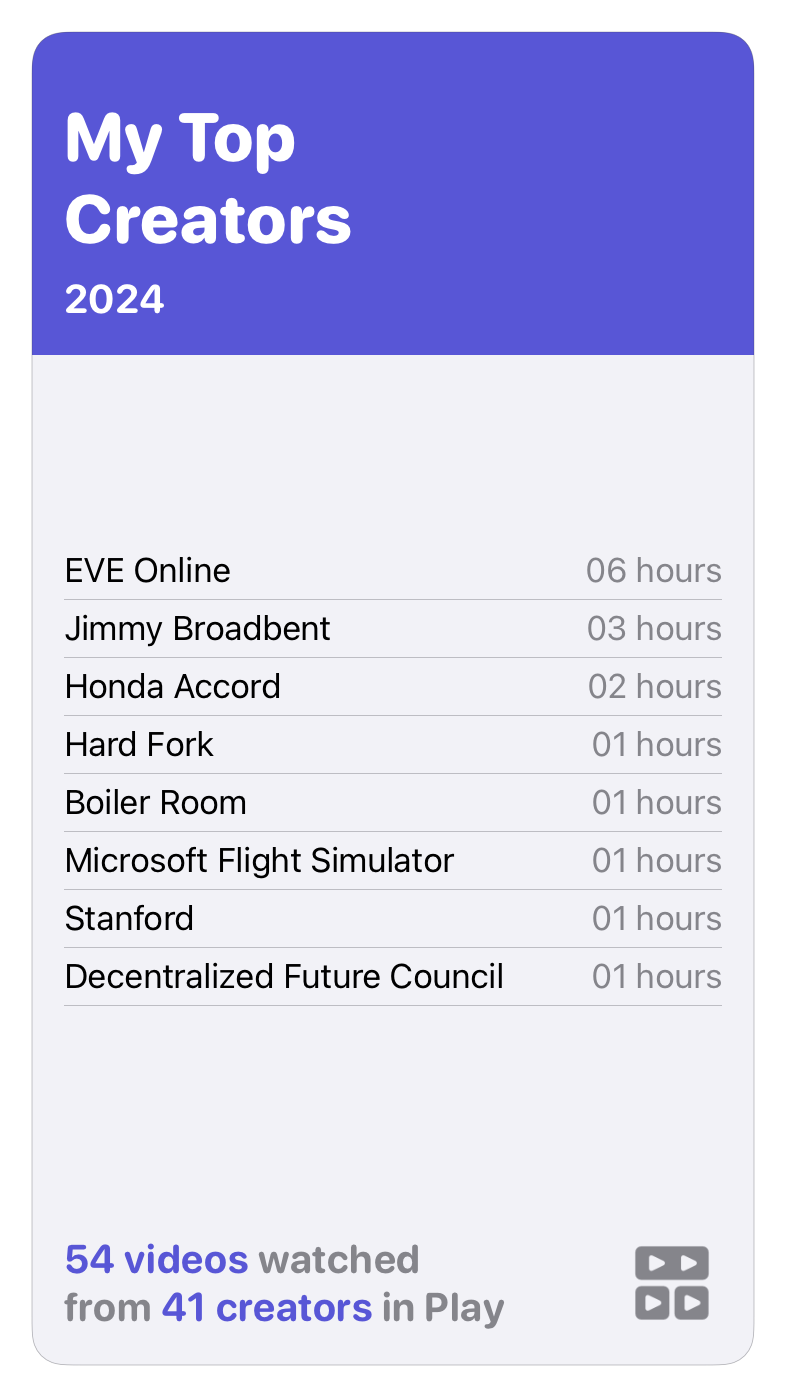 My Top
Creators
2024
EVE Online 06 hours
Jimmy Broadbent 03 hours
Honda Accord 02 hours
Hard Fork 01 hours
Boiler Room 01 hours
Microsoft Flight Simulator 01 hours
Stanford 01 hours
Decentralized Future Council 01 hours
54 videos watched
from 41 creators in Play